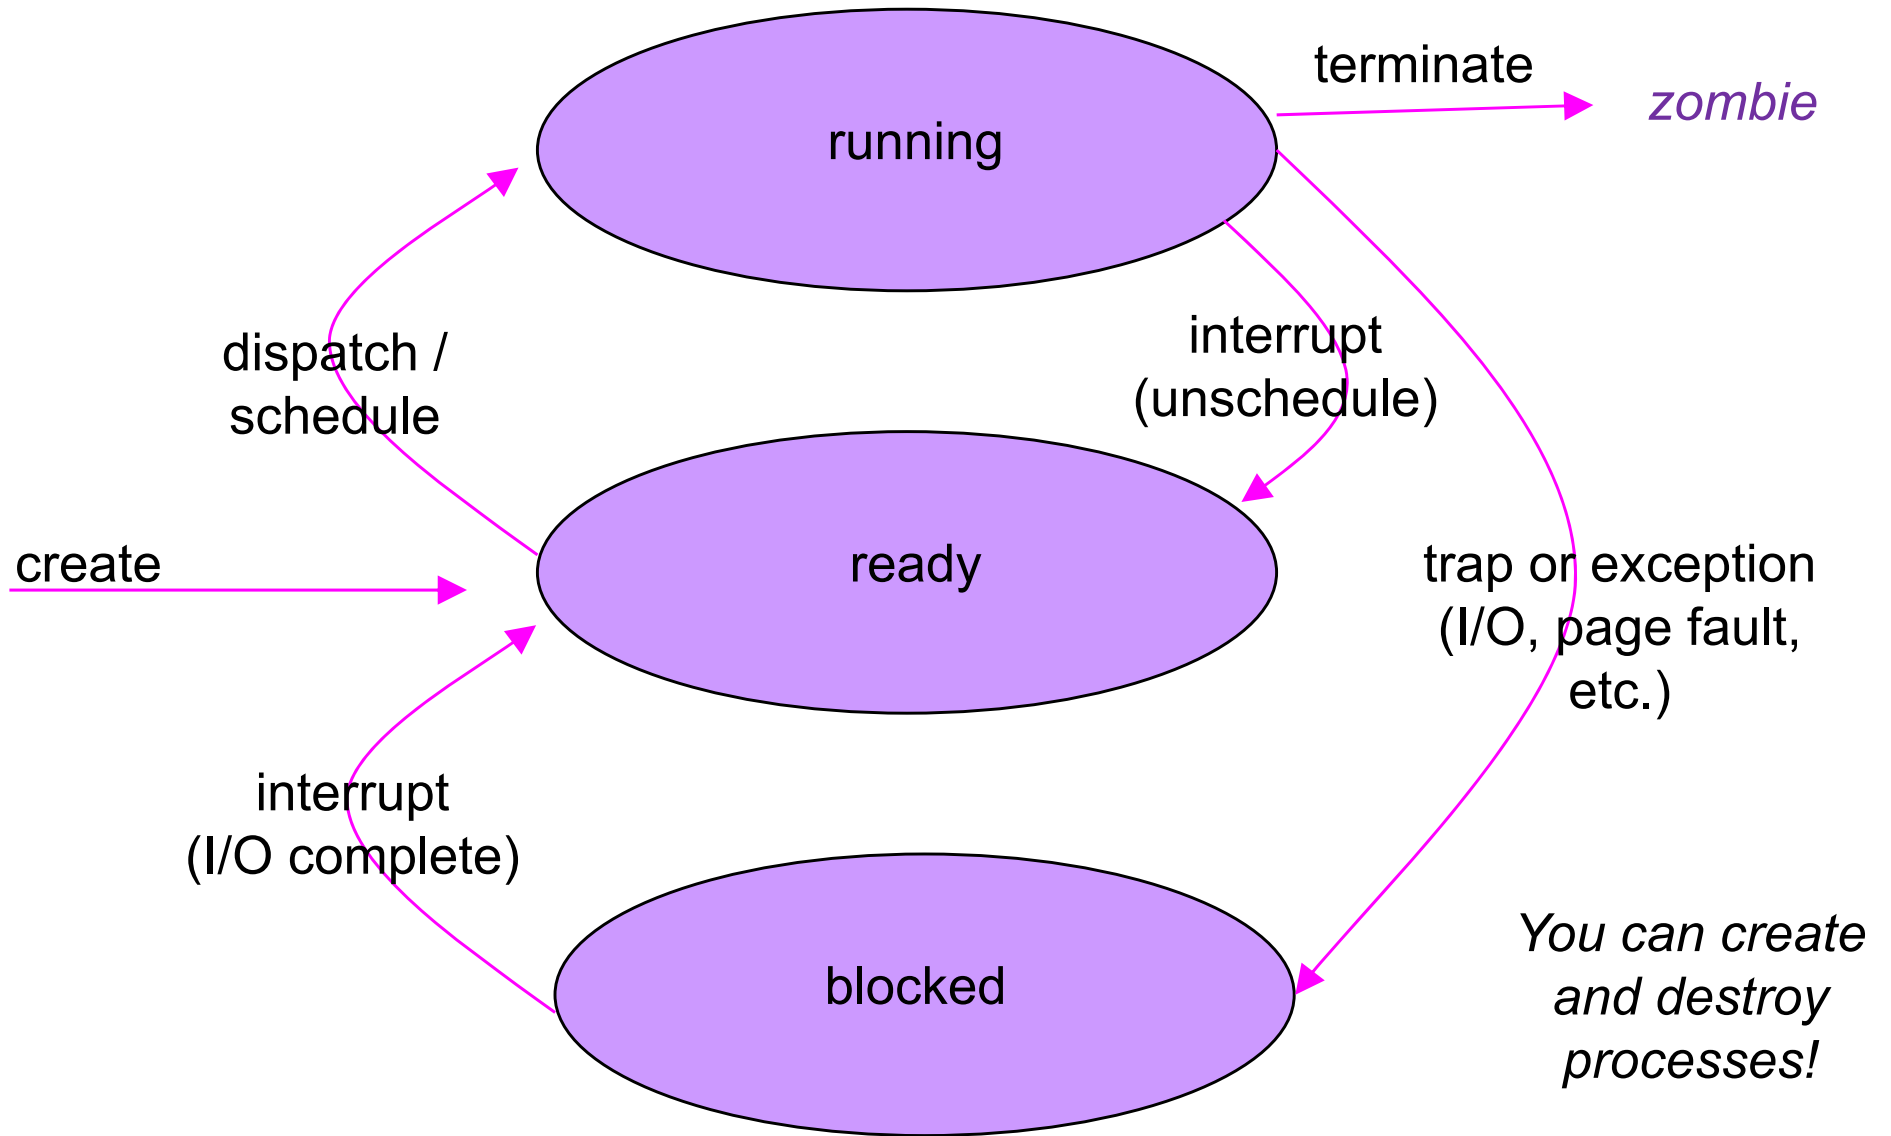 terminate
zombie
running
dispatch /
schedule
interrupt
(unschedule)
create
ready
trap or exception
(I/O, page fault,
etc.)
interrupt
(I/O complete)
blocked
You can create
and destroy
processes!